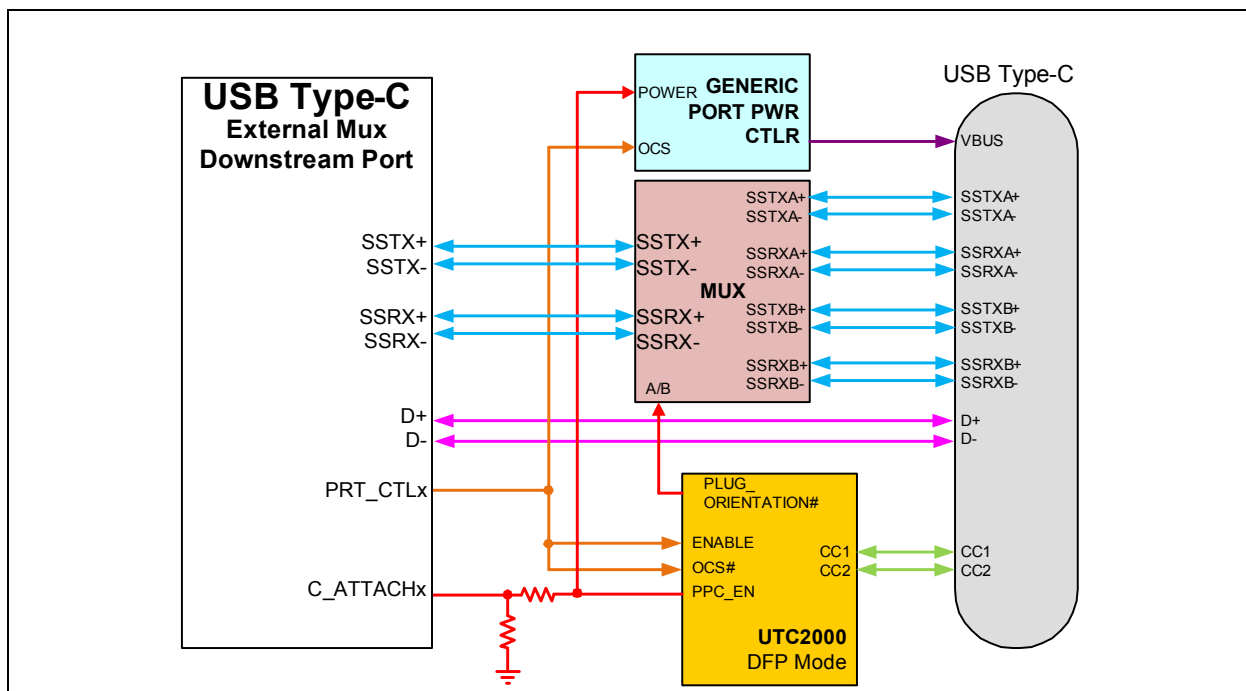 USB Type-C
External Mux
Downstream Port
SSTX+
SSTX-
SSRX+
SSRX-
D+
D-
PRT_CTLx
C_ATTACHx
POWER
GENERIC
PORT PWR
CTLR
OCS
SSTX+
SSTX-
SSRX+
SSRX-
MUX
A/B
SSTXA+
SSTXA-
SSRXA+
SSRXA-
SSTXB+
SSTXB-
SSRXB+
SSRXB-
PLUG_
ORIENTATION#
ENABLE
OCS#
PPC_EN
CC1
CC2
UTC2000
DFP Mode
USB Type-C
VBUS
SSTXA+
SSTXA-
SSRXA+
SSRXA-
SSTXB+
SSTXB-
SSRXB+
SSRXB-
D+
D-
CC1
CC2